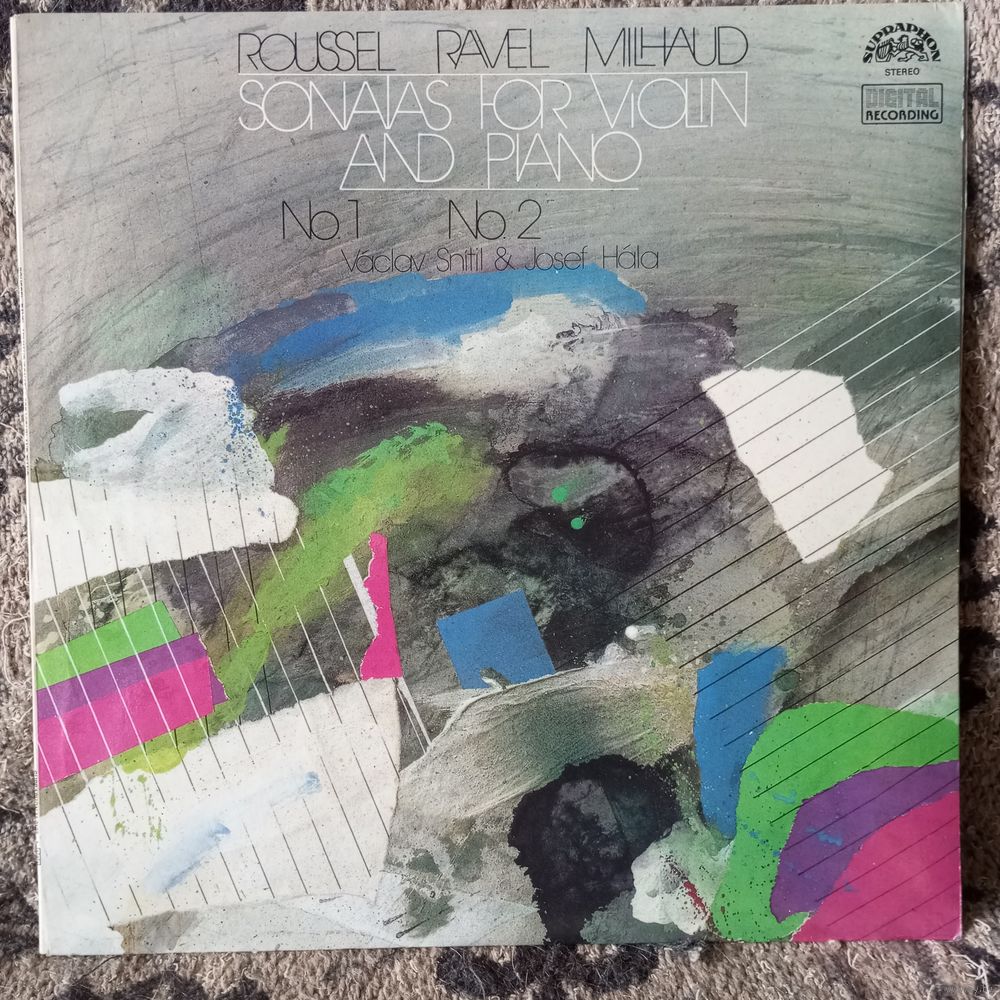 ROUSSEL RAVEL MILHAUD
SONATAS FOR VIOLIN
AND PIANO
No 1 No. 2
Václav Snítil & Josef Hála
SUPRAPHON
STEREO
DIGITAL
RECORDING